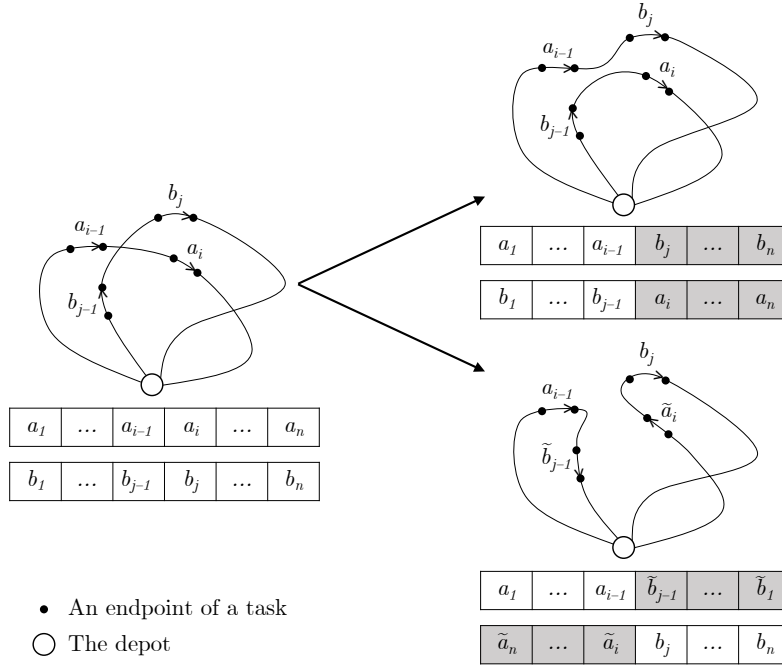 b_j
a_{i–1}
a_i
b_{j–1}
b_j
a_{i–1}
a_i
b_{j–1}
a_1 ... a_{i–1} b_j ... b_n
b_1 ... b_{j–1} a_i ... a_n
a_1 ... a_{i–1} a_i ... a_n
b_1 ... b_{j–1} b_j ... b_n
b_j
a_{i–1}
ã_i
b̃_{j–1}
a_1 ... a_{i–1} b̃_{j–1} ... b̃_1
ã_n ... ã_i b_j ... b_n
An endpoint of a task
The depot